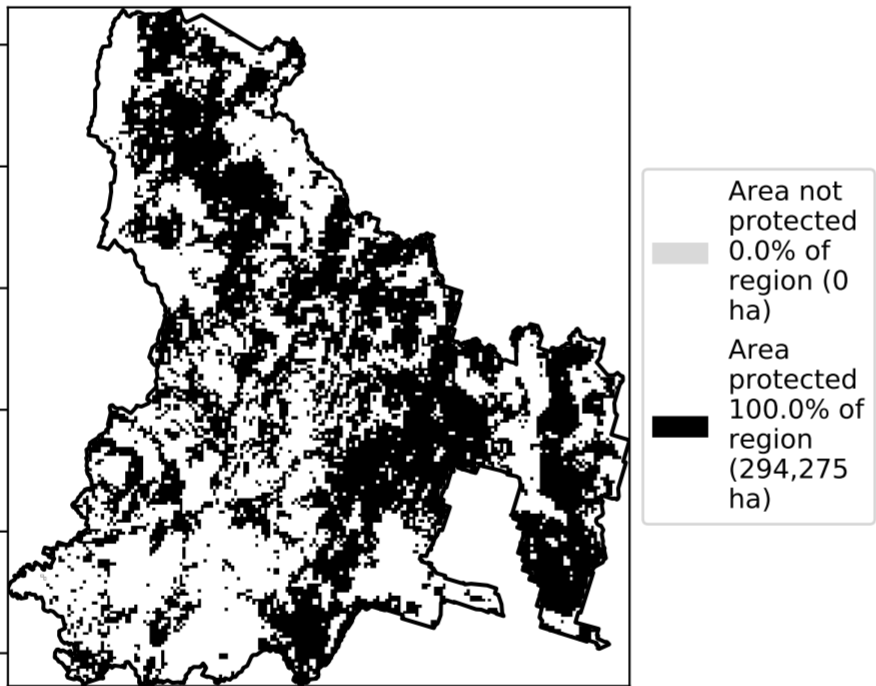 Area not
protected
0.0% of
region (0
ha)
Area
protected
100.0% of
region
(294,275
ha)